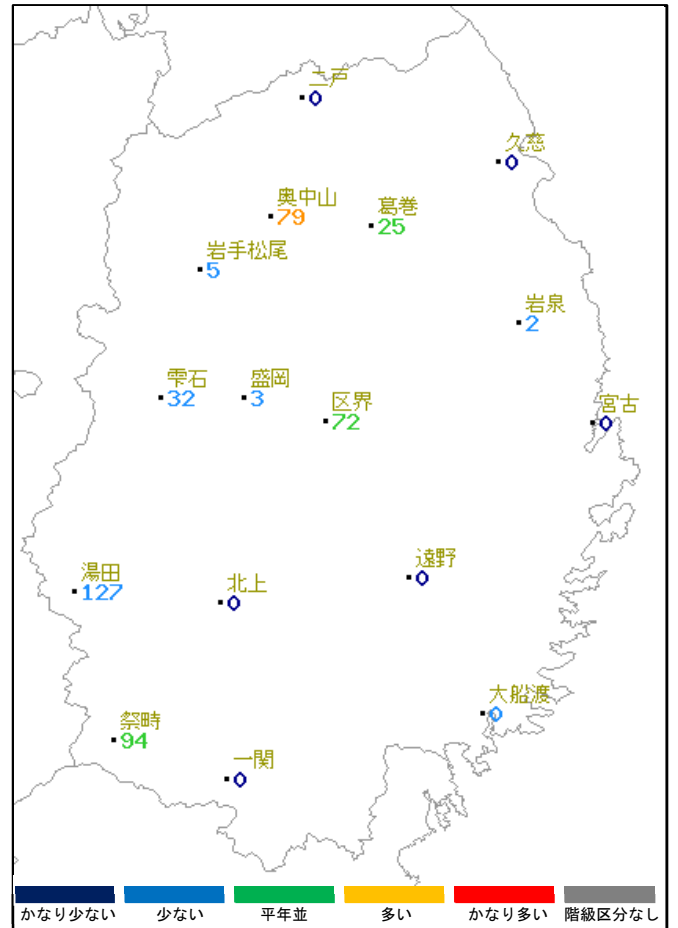 二戸
0
久慈
0
奥中山
79
葛巻
25
岩手松尾
5
岩泉
2
雫石
32
盛岡
3
区界
72
宮古
0
遠野
0
湯田
127
北上
0
大船渡
0
祭畤
94
一関
0
かなり少ない 少ない 平年並 多い かなり多い 階級区分なし